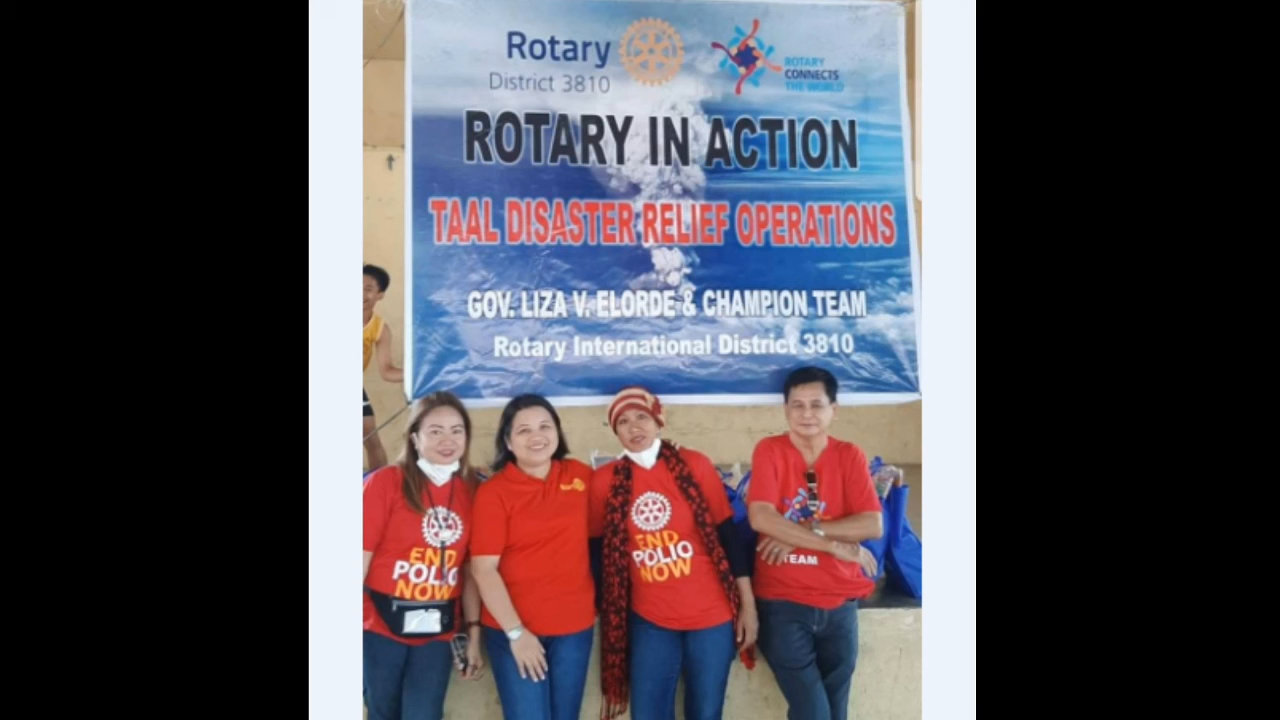 Rotary
District 3810
ROTARY
CONNECTS
THE WORLD
ROTARY IN ACTION
TAAL DISASTER RELIEF OPERATIONS
GOV. LIZA V. ELORDE & CHAMPION TEAM
Rotary International District 3810
END
POLIO
NOW
END
POLIO
NOW
TEAM